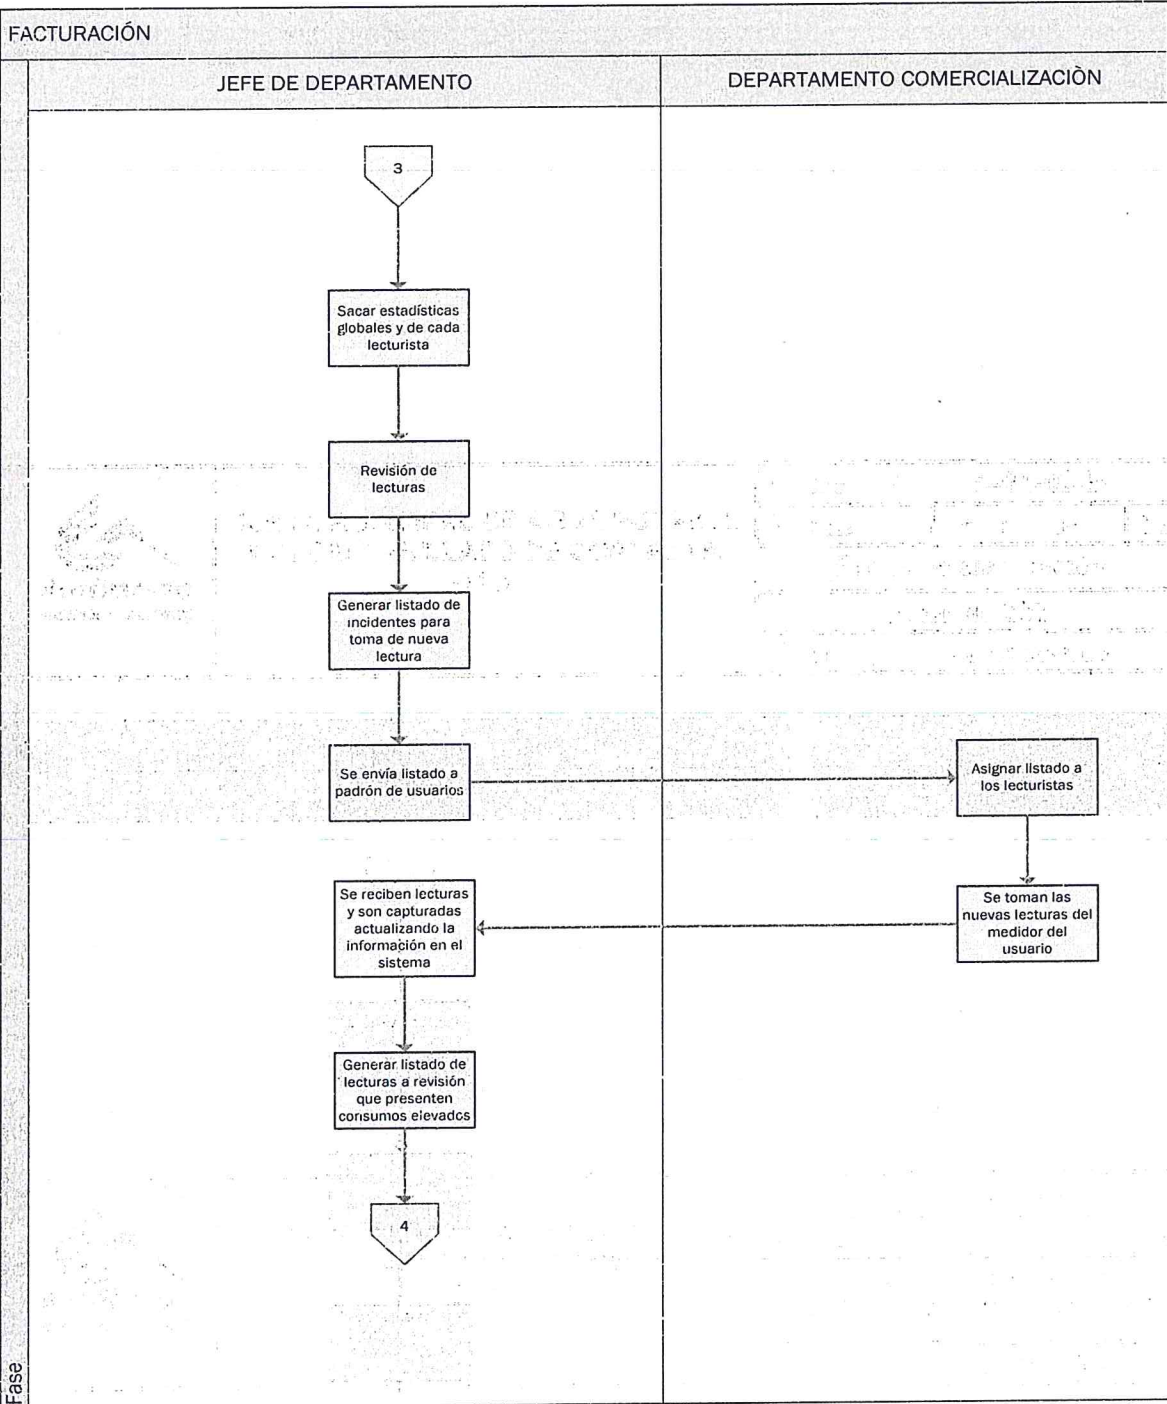 FACTURACIÓN
JEFE DE DEPARTAMENTO
DEPARTAMENTO COMERCIALIZACIÒN
3
Sacar estadísticas
globales y de cada
lecturista
Revisión de
lecturas
Generar listado de
incidentes para
toma de nueva
lectura
Se envía listado a
padrón de usuarios
Asignar listado a
los lecturistas
Se toman las
nuevas lecturas del
medidor del
usuario
Se reciben lecturas
y son capturadas
actualizando la
información en el
sistema
Generar listado de
lecturas a revisión
que presenten
consumos elevados
4
Fase